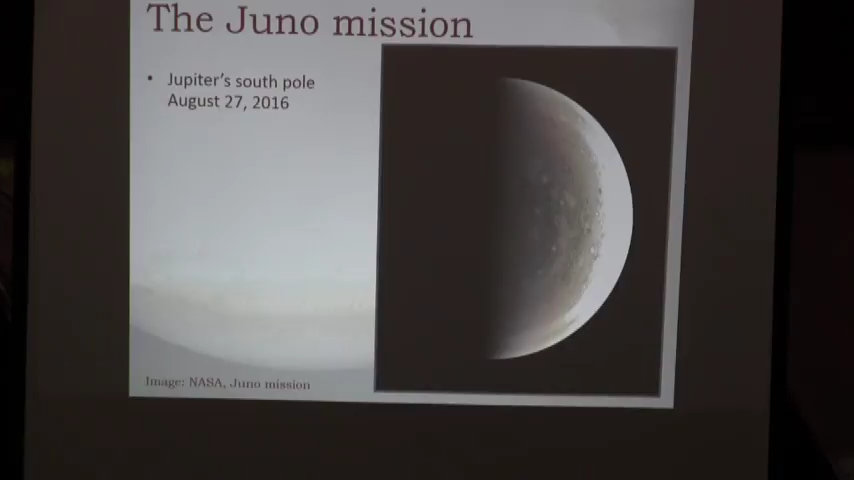 The Juno mission
• Jupiter's south pole
August 27, 2016
Image: NASA, Juno mission